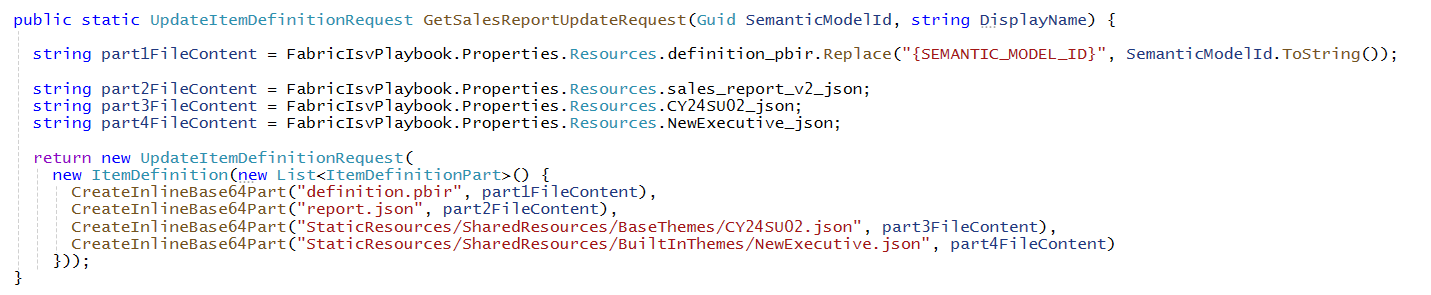 public static UpdateItemDefinitionRequest GetSalesReportUpdateRequest(Guid SemanticModelId, string DisplayName) {
string part1FileContent = FabricIsvPlaybook.Properties.Resources.definition_pbir.Replace("{SEMANTIC_MODEL_ID}", SemanticModelId.ToString());
string part2FileContent = FabricIsvPlaybook.Properties.Resources.sales_report_v2_json;
string part3FileContent = FabricIsvPlaybook.Properties.Resources.CY24SU02_json;
string part4FileContent = FabricIsvPlaybook.Properties.Resources.NewExecutive_json;
return new UpdateItemDefinitionRequest(
new ItemDefinition(new List<ItemDefinitionPart>() {
CreateInlineBase64Part("definition.pbir", part1FileContent),
CreateInlineBase64Part("report.json", part2FileContent),
CreateInlineBase64Part("StaticResources/SharedResources/BaseThemes/CY24SU02.json", part3FileContent),
CreateInlineBase64Part("StaticResources/SharedResources/BuiltInThemes/NewExecutive.json", part4FileContent)
}));
}